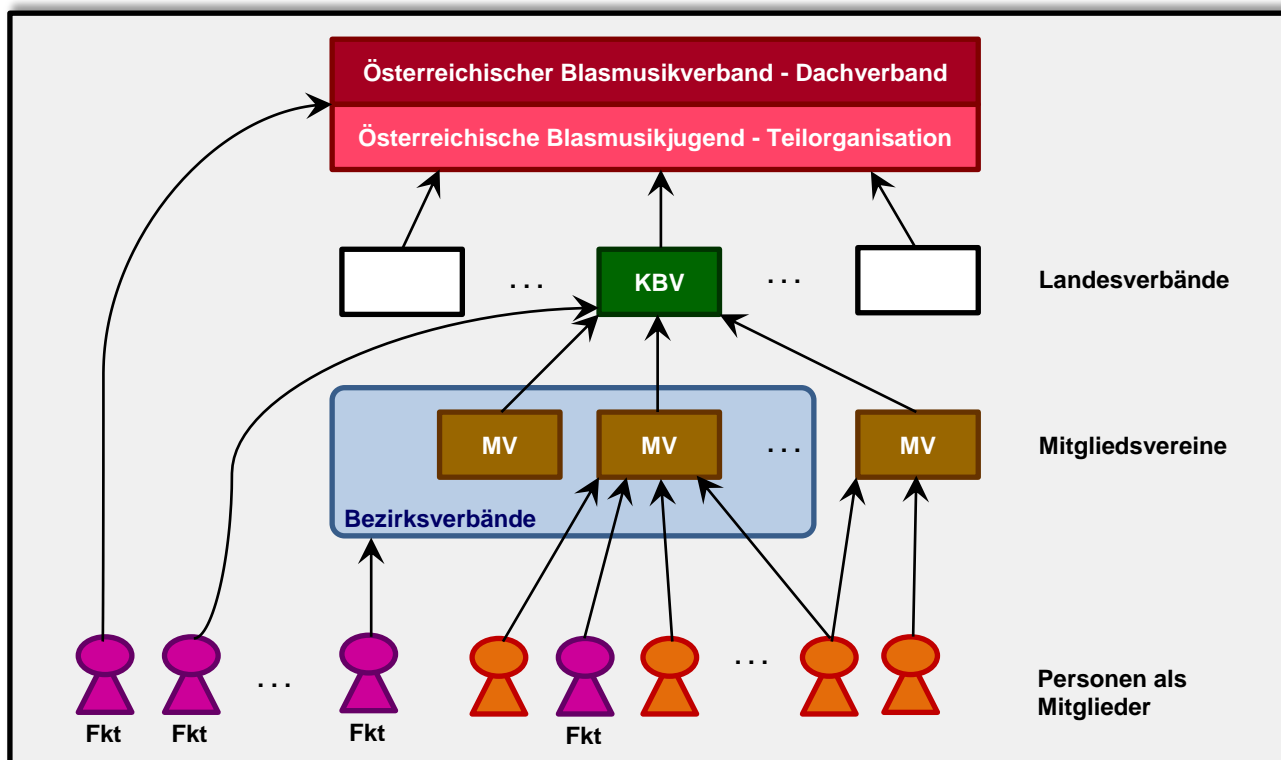 Österreichischer Blasmusikverband - Dachverband
Österreichische Blasmusikjugend - Teilorganisation
. . .
KBV
. . .
Landesverbände
MV
MV
. . .
MV
Mitgliedsvereine
Bezirksverbände
. . .
. . .
Personen als
Mitglieder
Fkt
Fkt
Fkt
Fkt